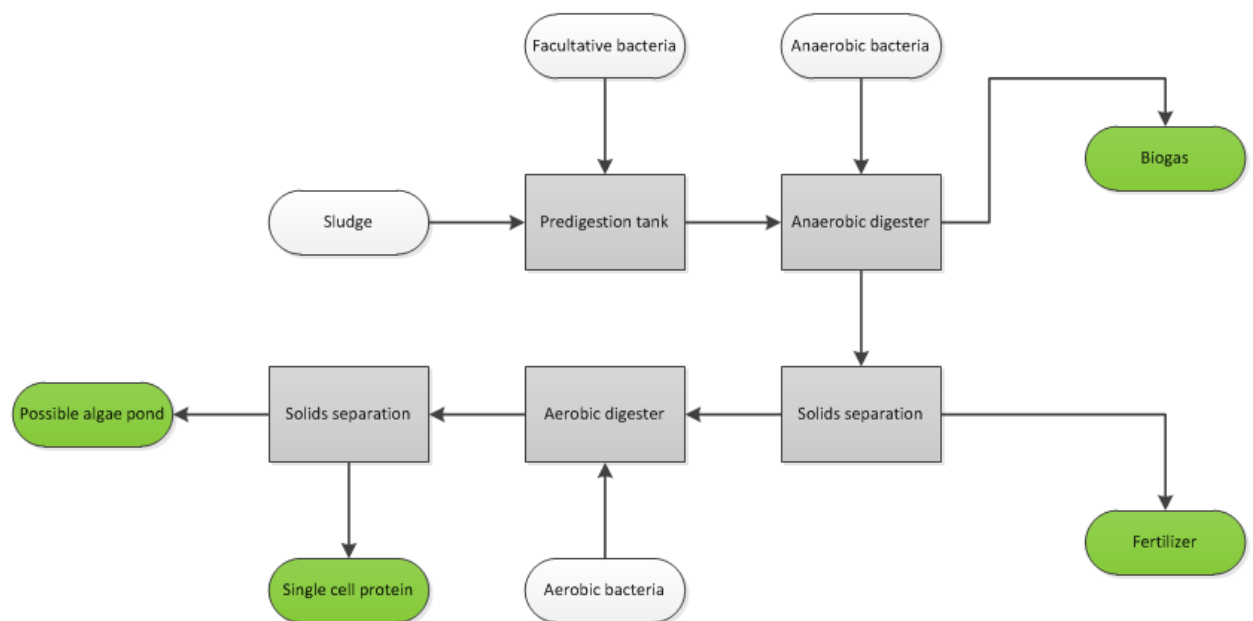 Facultative bacteria
Anaerobic bacteria
Biogas
Sludge
Predigestion tank
Anaerobic digester
Possible algae pond
Solids separation
Aerobic digester
Solids separation
Fertilizer
Single cell protein
Aerobic bacteria